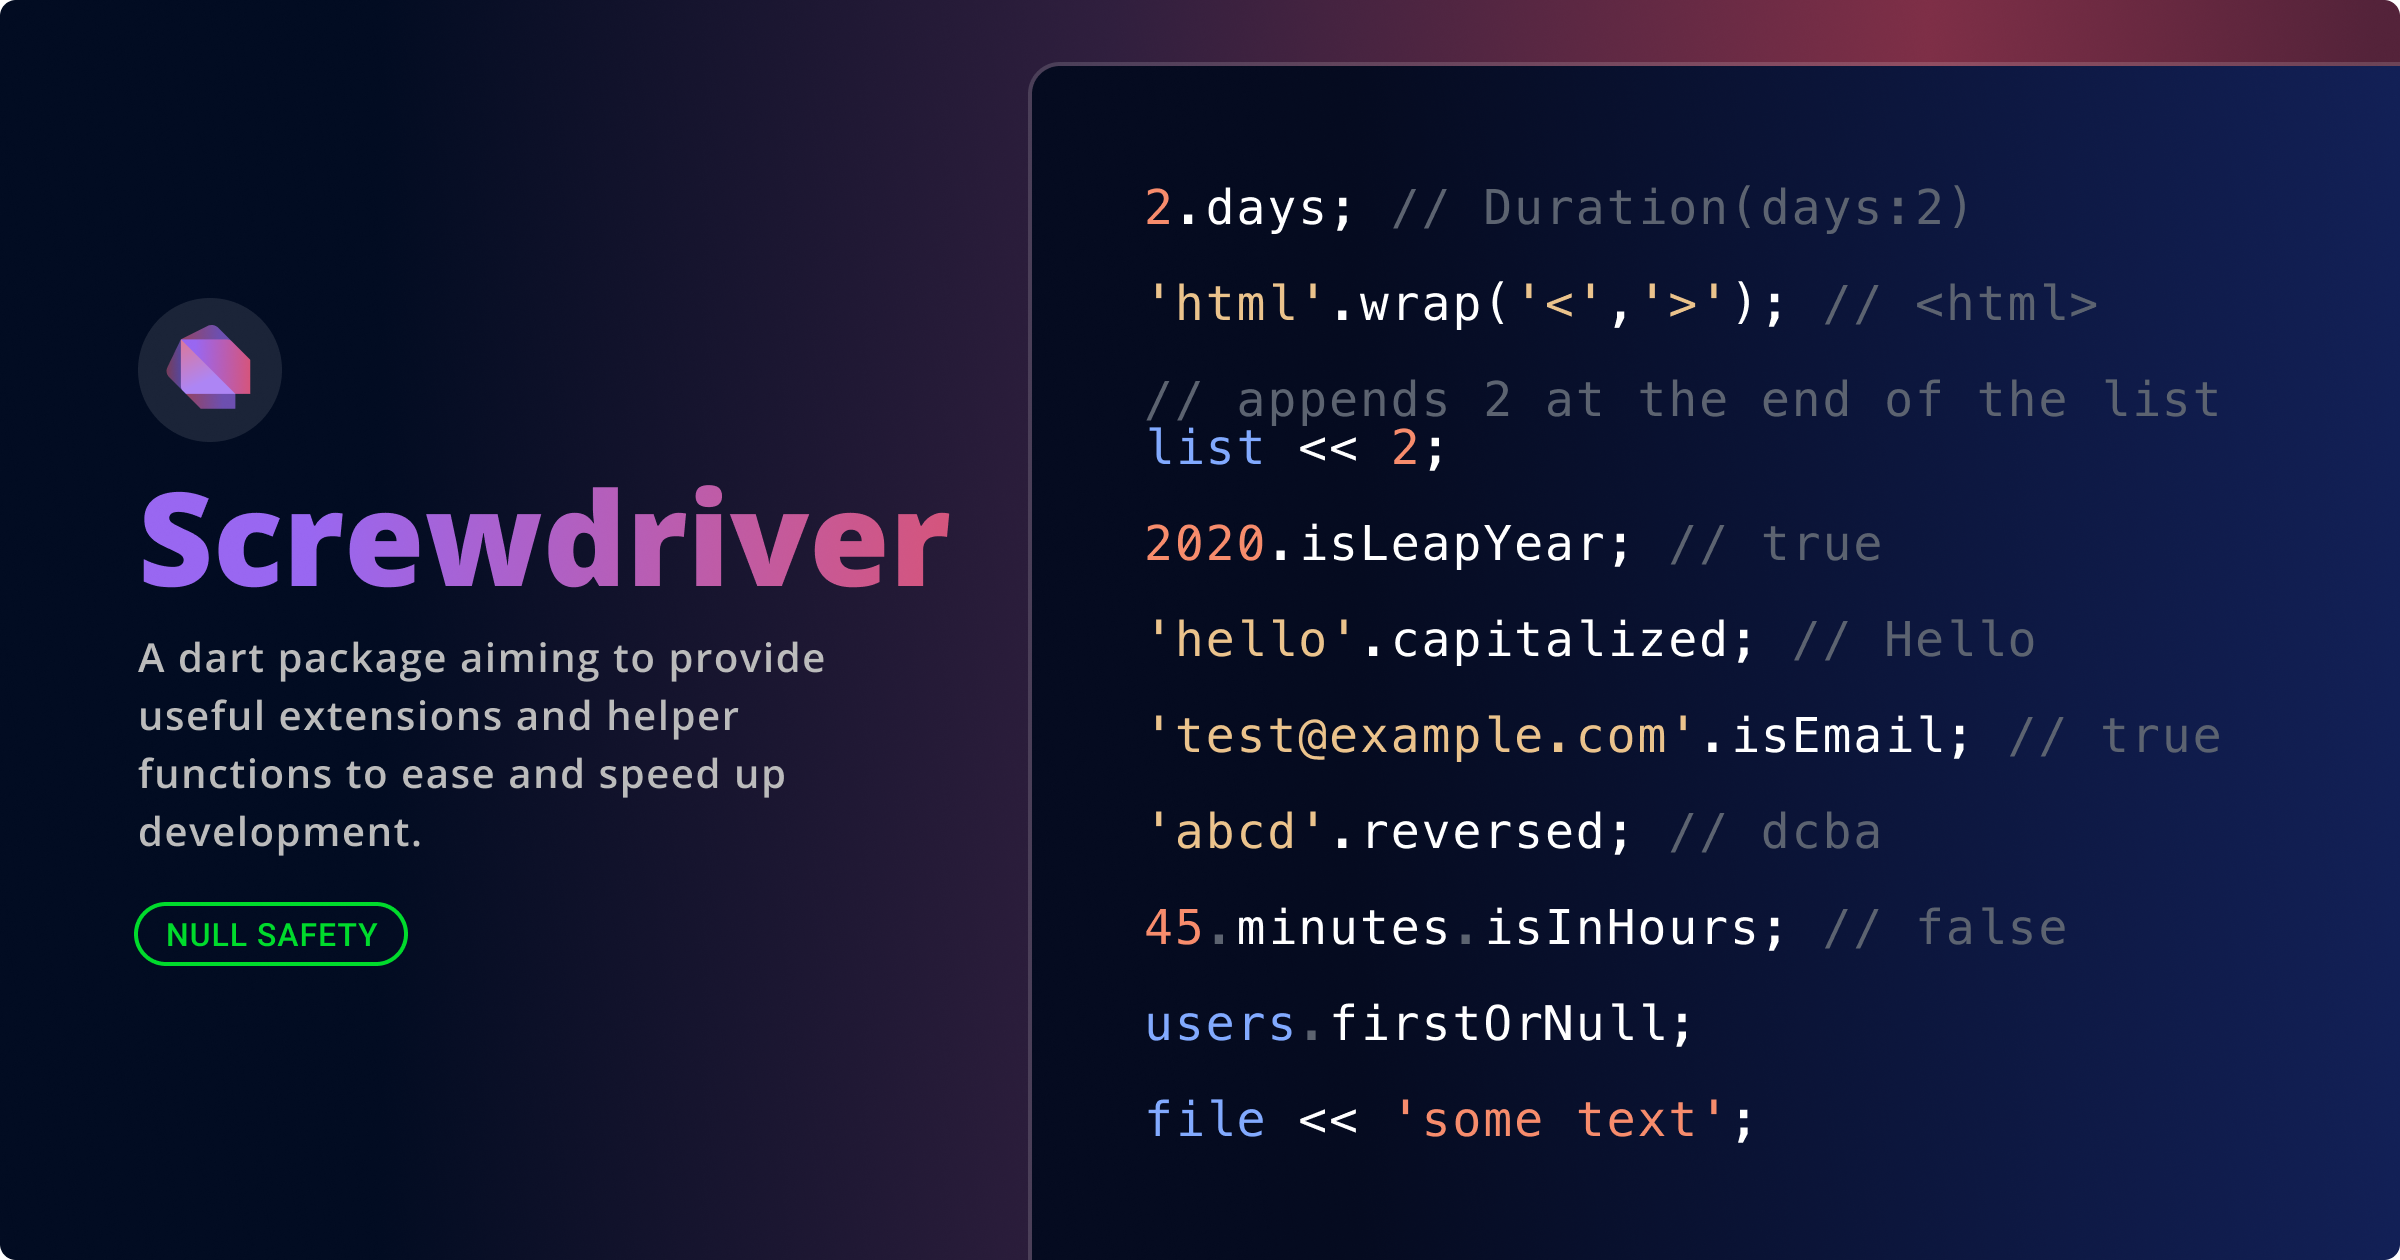 Screwdriver
A dart package aiming to provide
useful extensions and helper
functions to ease and speed up
development.
NULL SAFETY
2.days; // Duration(days:2)
'html'.wrap('<','>'); // <html>
// appends 2 at the end of the list
list << 2;
2020.isLeapYear; // true
'hello'.capitalized; // Hello
'test@example.com'.isEmail; // true
'abcd'.reversed; // dcba
45.minutes.isInHours; // false
users.firstOrNull;
file << 'some text';